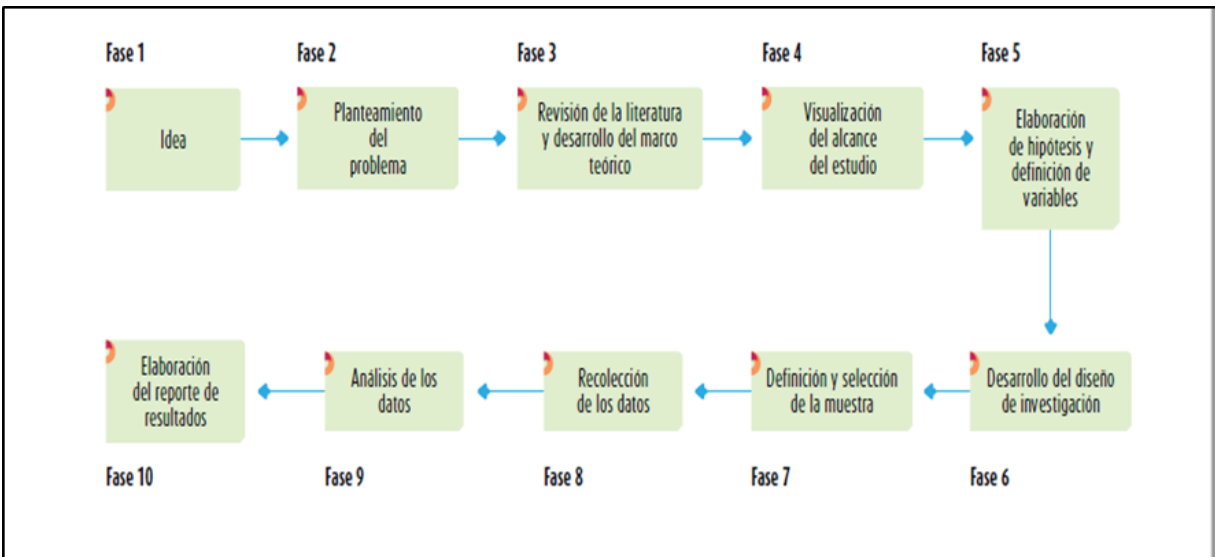 Fase 1
Idea
Fase 2
Planteamiento
del
problema
Fase 3
Revisión de la literatura
y desarrollo del marco
teórico
Fase 4
Visualización
del alcance
del estudio
Fase 5
Elaboración
de hipótesis y
definición de
variables
Desarrollo del diseño
de investigación
Fase 6
Definición y selección
de la muestra
Fase 7
Recolección
de los datos
Fase 8
Análisis de los
datos
Fase 9
Elaboración
del reporte de
resultados
Fase 10